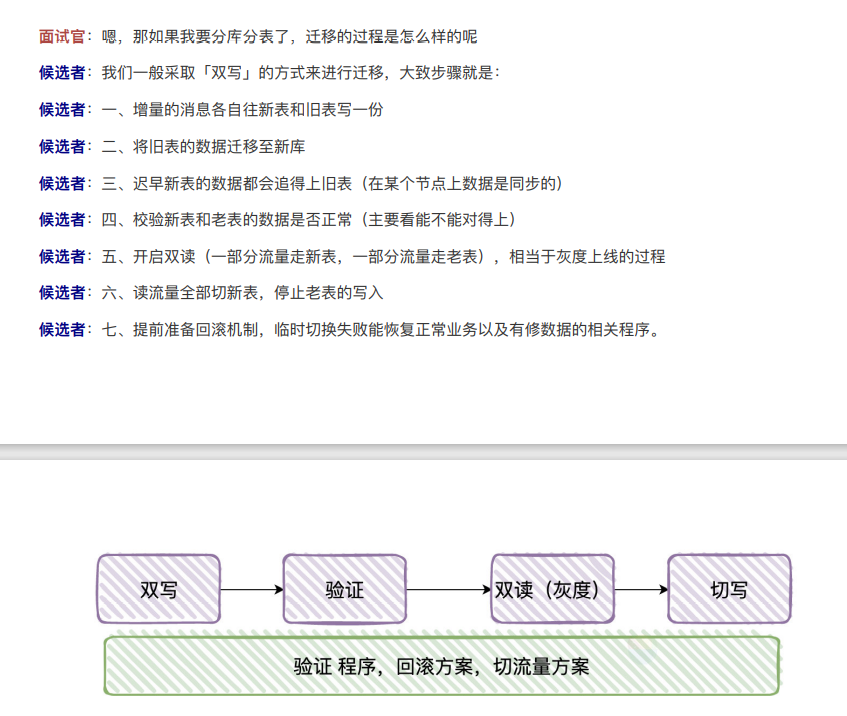 面试官：嗯，那如果我要分库分表了，迁移的过程是怎么样的呢
候选者：我们一般采取「双写」的方式来进行迁移，大致步骤就是：
候选者：一、增量的消息各自往新表和旧表写一份
候选者：二、将旧表的数据迁移至新库
候选者：三、迟早新表的数据都会追得上旧表（在某个节点上数据是同步的）
候选者：四、校验新表和老表的数据是否正常（主要看能不能对得上）
候选者：五、开启双读（一部分流量走新表，一部分流量走老表），相当于灰度上线的过程
候选者：六、读流量全部切新表，停止老表的写入
候选者：七、提前准备回滚机制，临时切换失败能恢复正常业务以及有修数据的相关程序。
双写
验证
双读（灰度）
切写
验证 程序，回滚方案，切流量方案